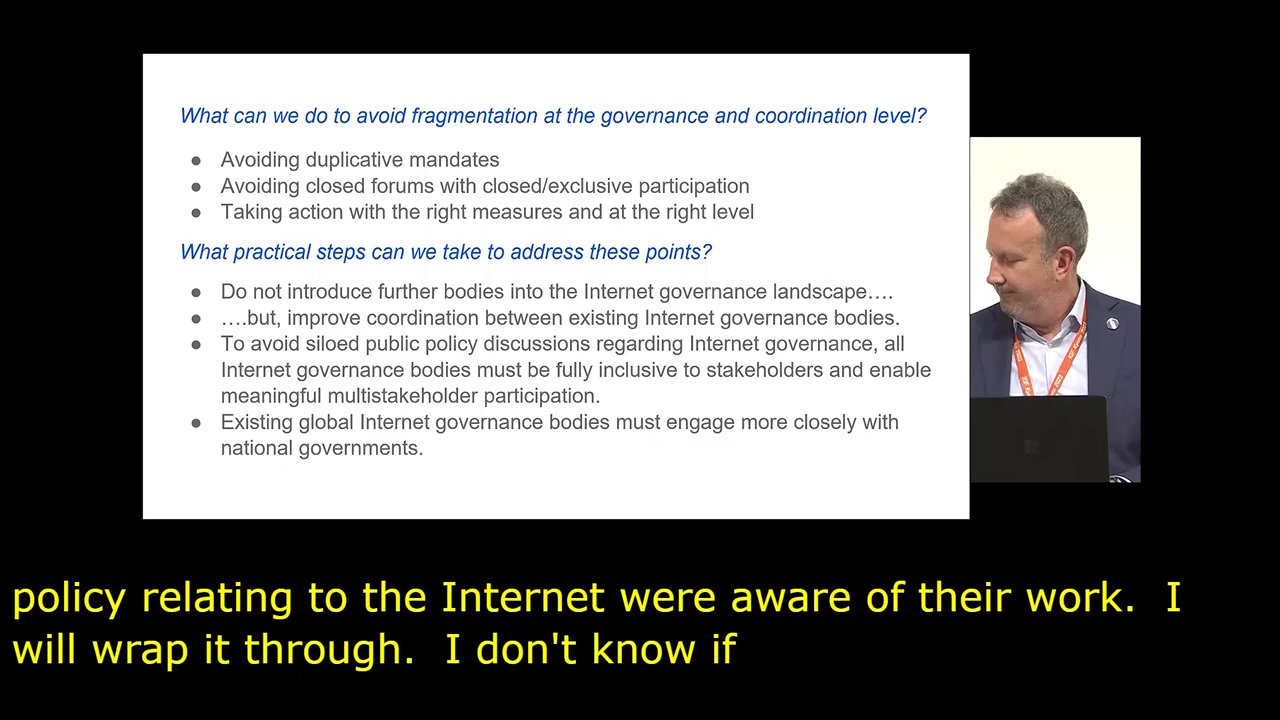 What can we do to avoid fragmentation at the governance and coordination level?
● Avoiding duplicative mandates
● Avoiding closed forums with closed/exclusive participation
● Taking action with the right measures and at the right level
What practical steps can we take to address these points?
● Do not introduce further bodies into the Internet governance landscape….
● ….but, improve coordination between existing Internet governance bodies.
● To avoid siloed public policy discussions regarding Internet governance, all
Internet governance bodies must be fully inclusive to stakeholders and enable
meaningful multistakeholder participation.
● Existing global Internet governance bodies must engage more closely with
national governments.
policy relating to the Internet were aware of their work.  I
will wrap it through.  I don't know if